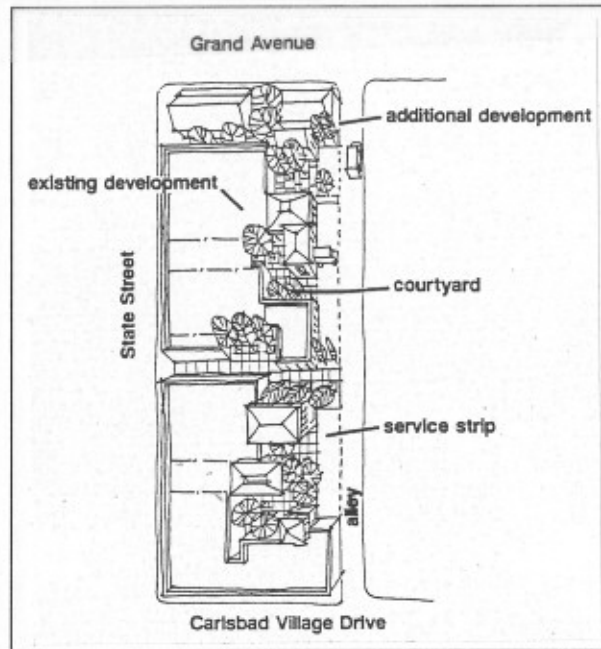 Grand Avenue
additional development
existing development
State Street
courtyard
service strip
alley
Carlsbad Village Drive